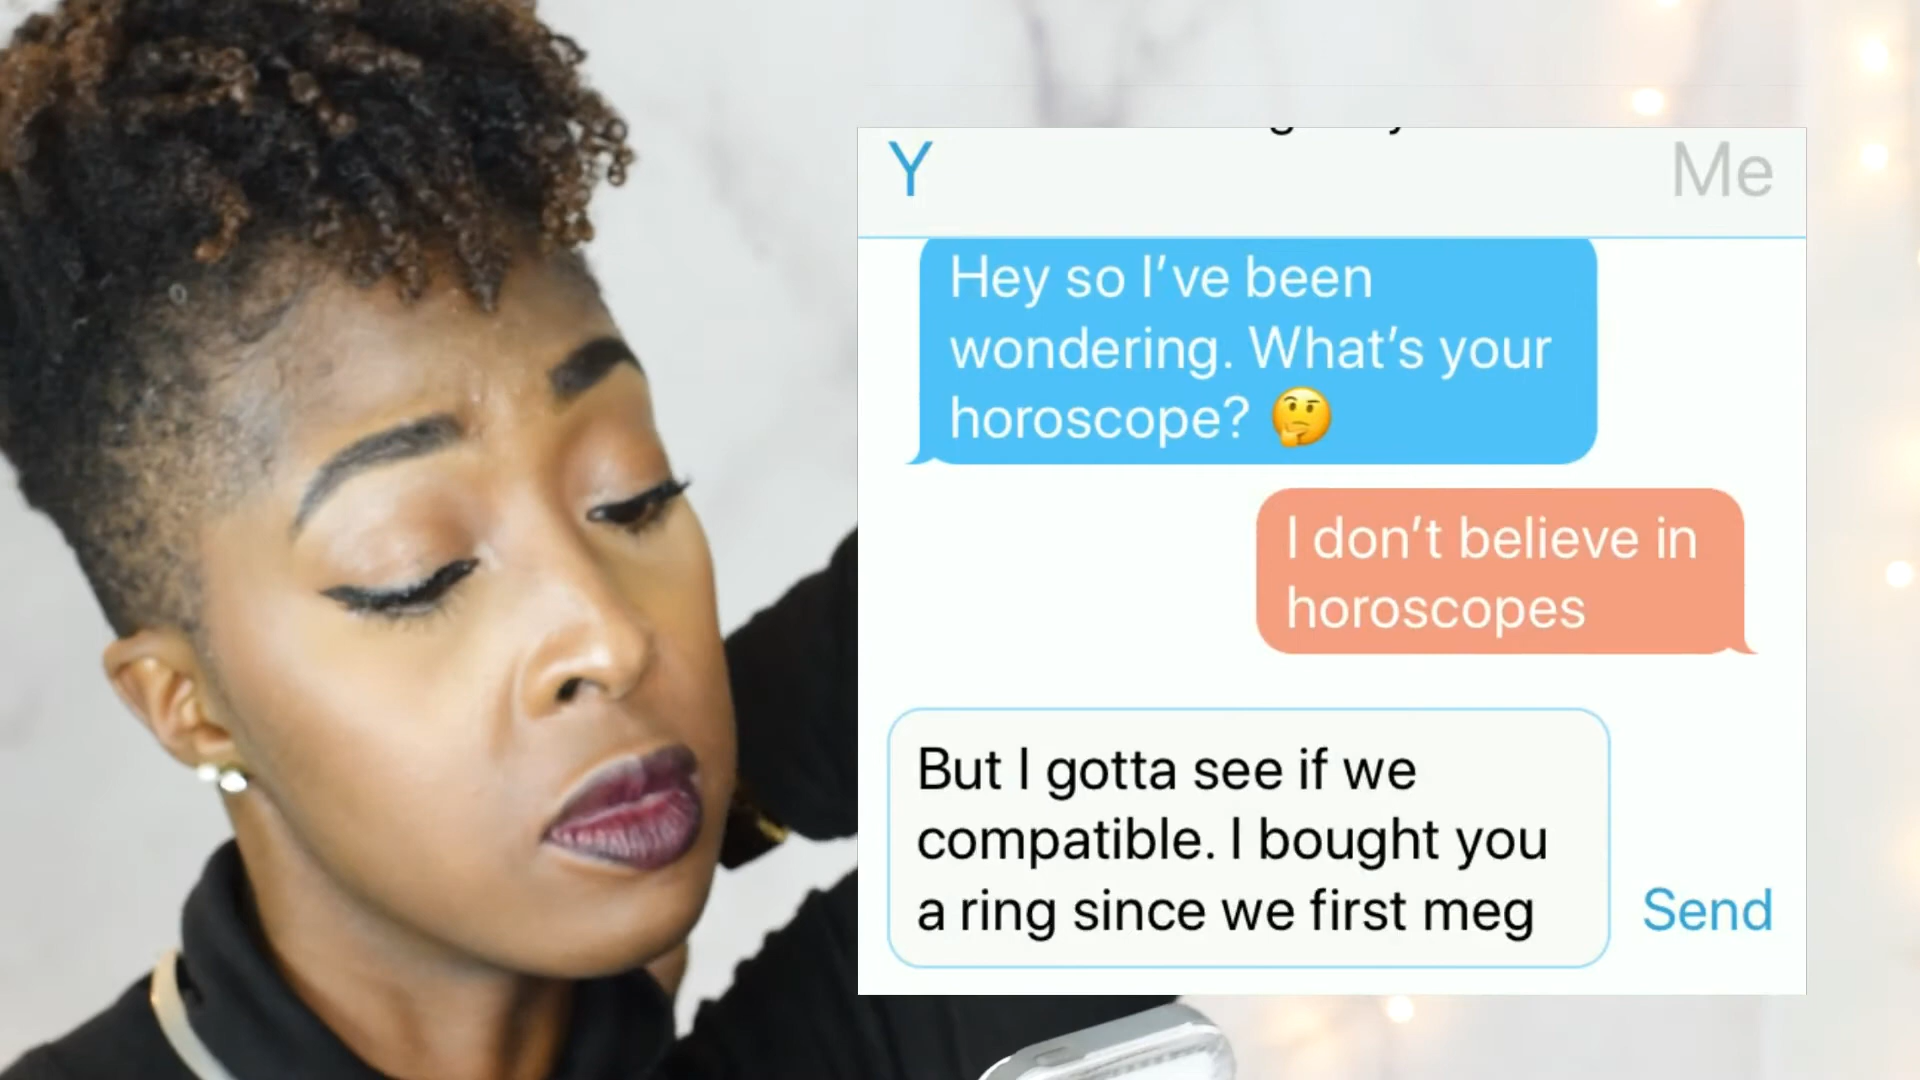 Y
Me
Hey so I've been
wondering. What's your
horoscope? 🤔
I don't believe in
horoscopes
But I gotta see if we
compatible. I bought you
a ring since we first meg
Send